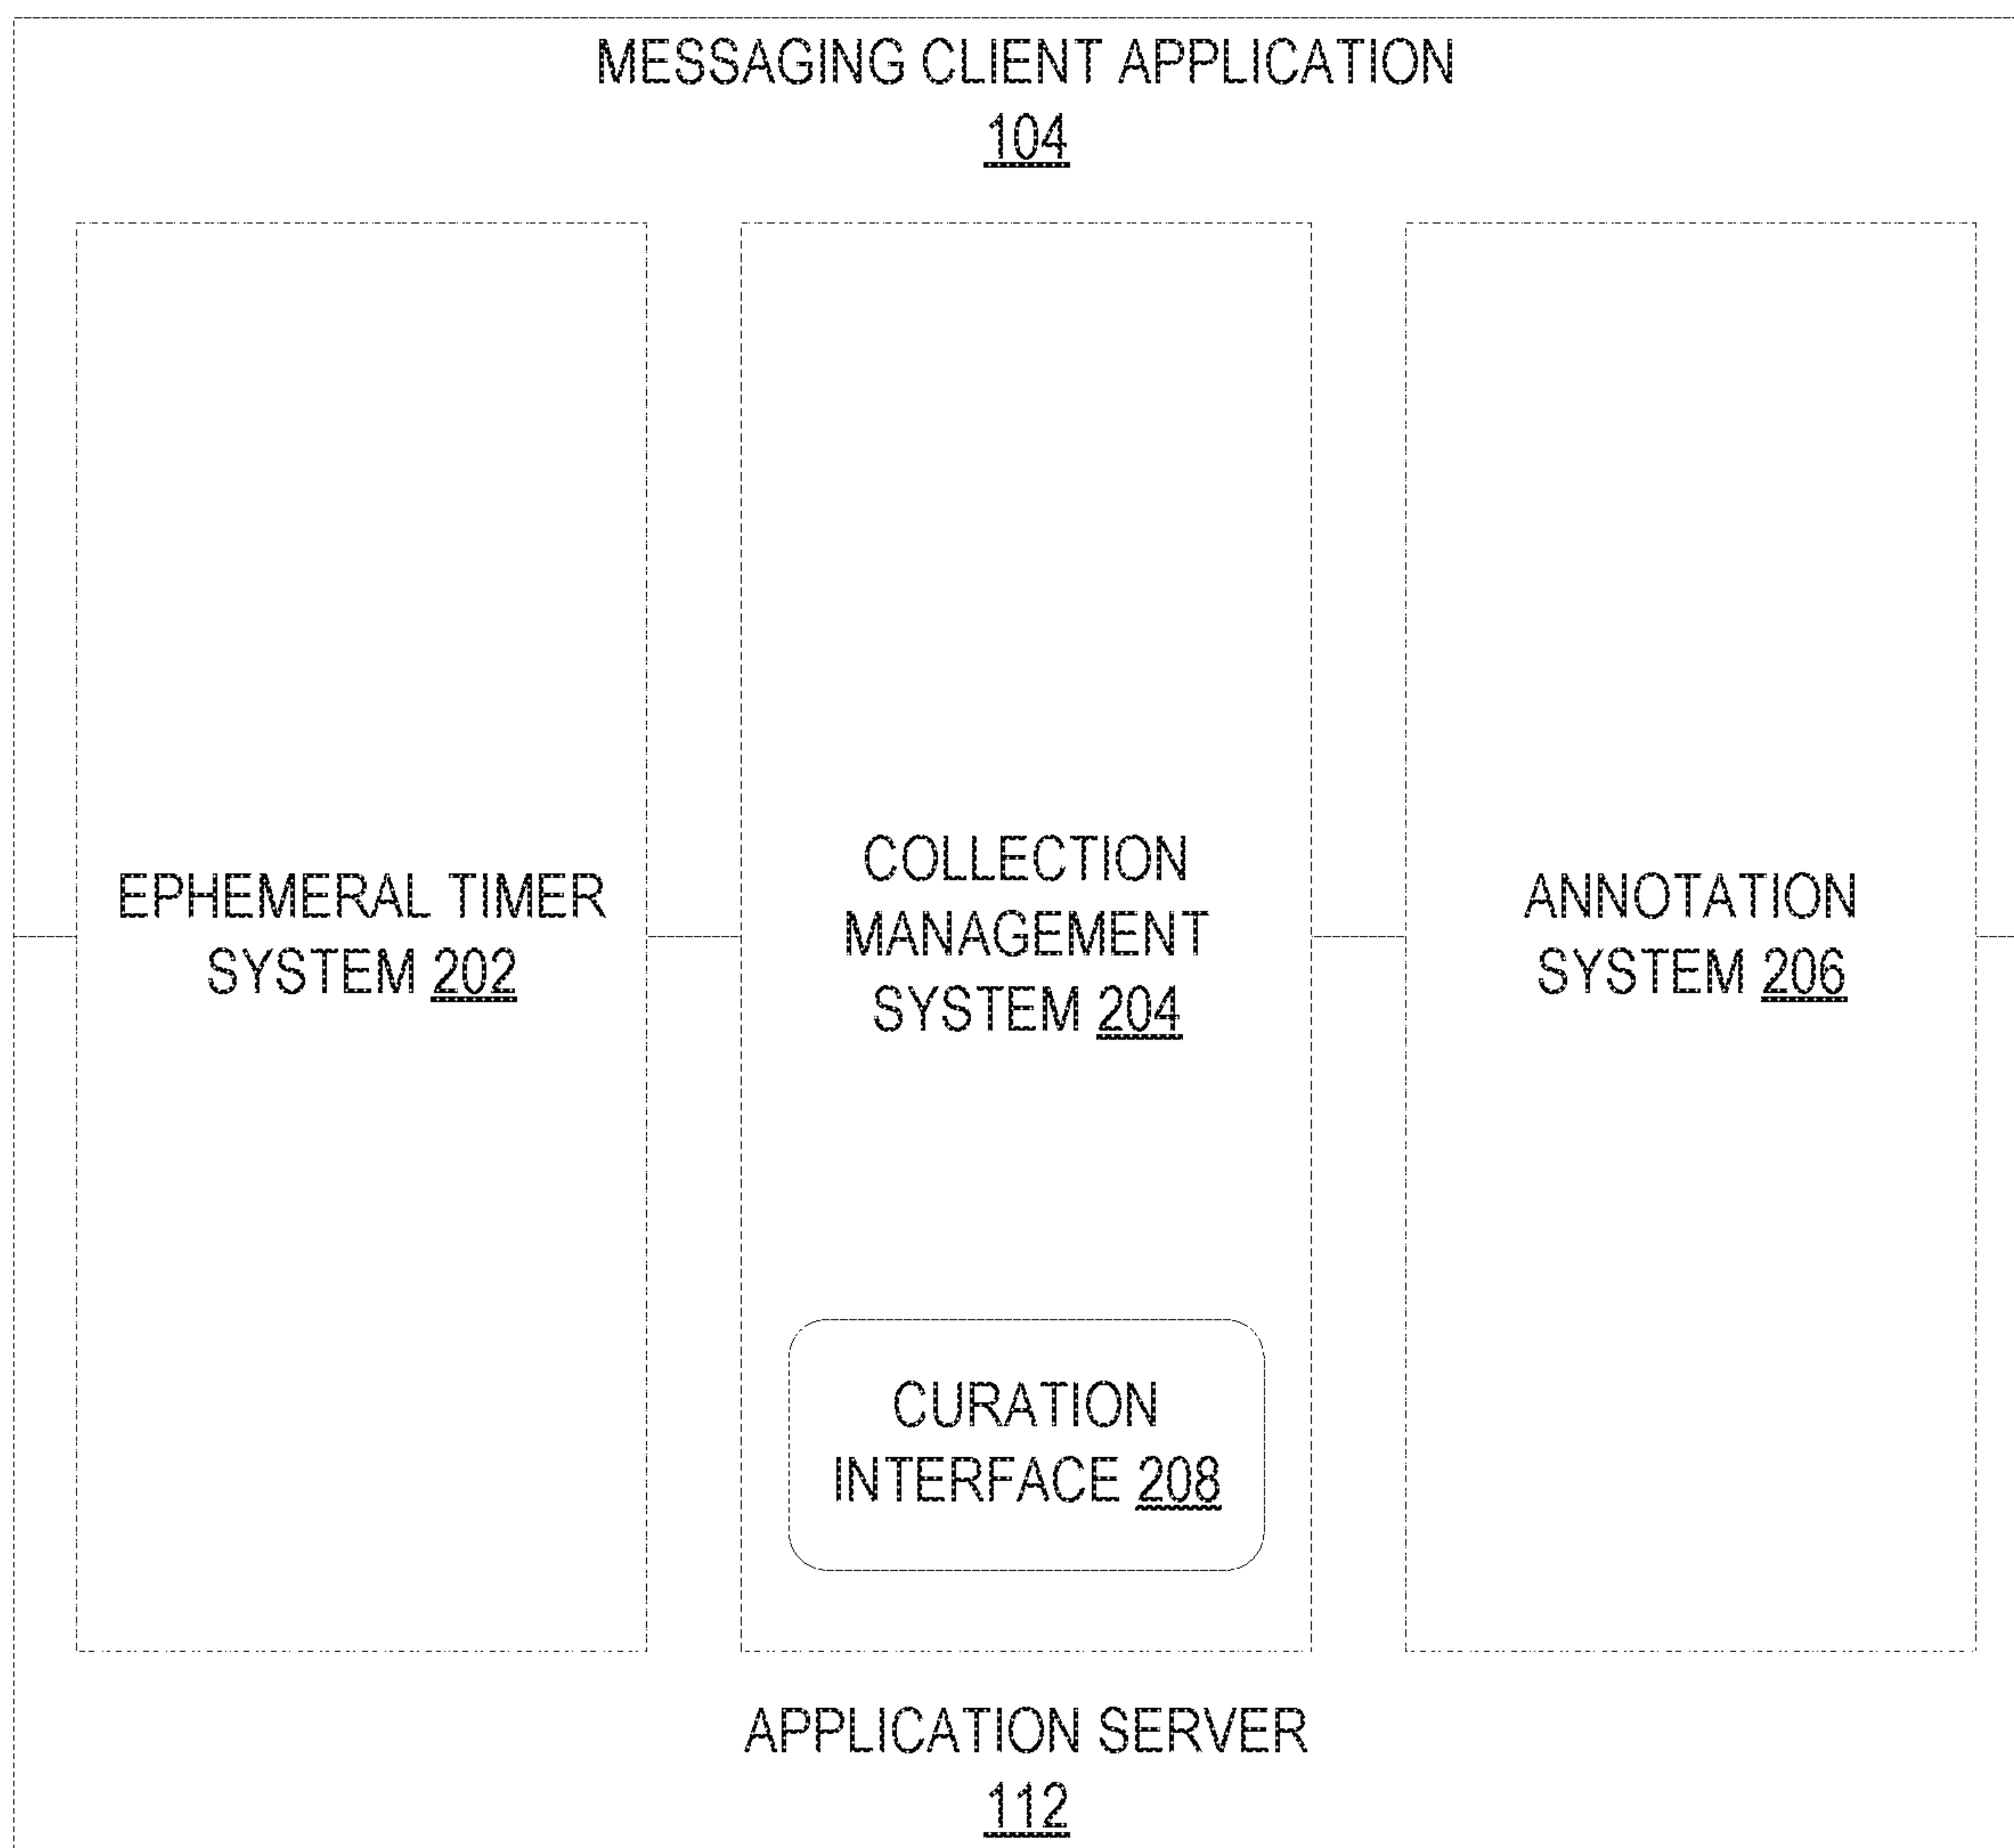 MESSAGING CLIENT APPLICATION
104
EPHEMERAL TIMER
SYSTEM 202
COLLECTION
MANAGEMENT
SYSTEM 204
ANNOTATION
SYSTEM 206
CURATION
INTERFACE 208
APPLICATION SERVER
112